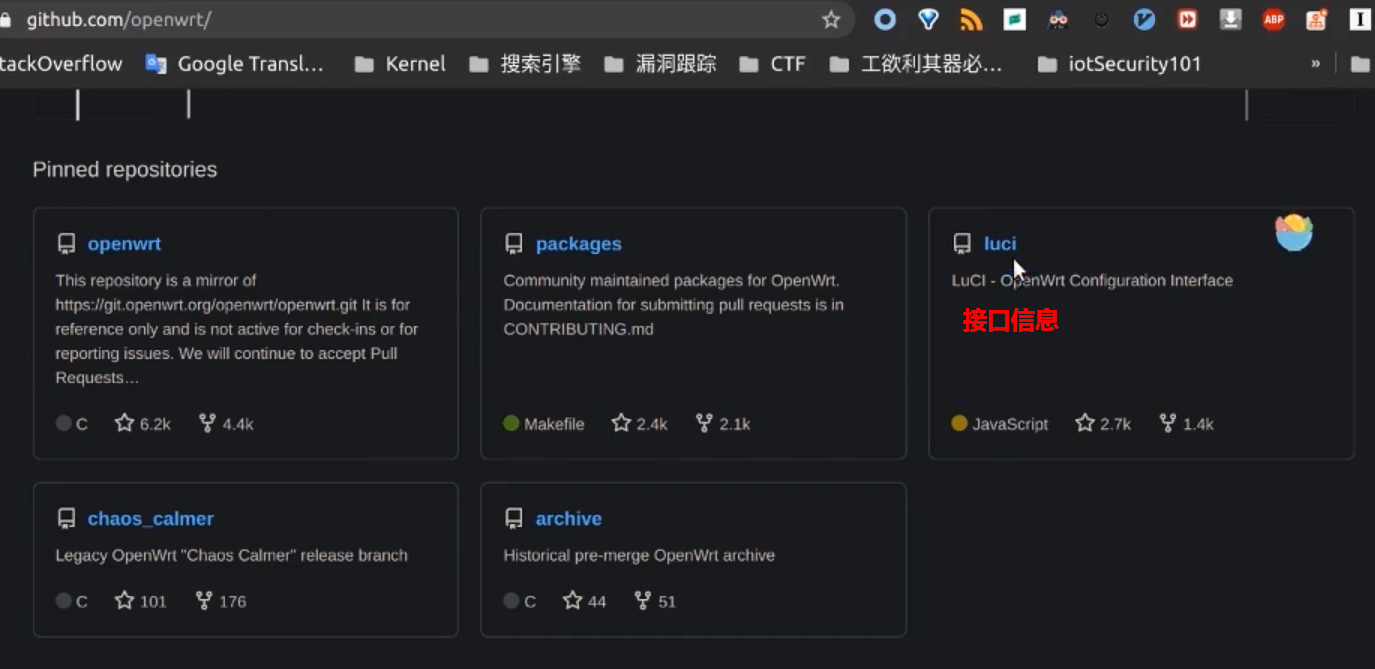 github.com/openwrt/
ABP
tackOverflow Google Transl... Kernel 搜索引擎 漏洞跟踪 CTF 工欲利其器必... iotSecurity101 »
Pinned repositories
openwrt
This repository is a mirror of
https://git.openwrt.org/openwrt/openwrt.git It is for
reference only and is not active for check-ins or for
reporting issues. We will continue to accept Pull
Requests…
C 6.2k 4.4k
packages
Community maintained packages for OpenWrt.
Documentation for submitting pull requests is in
CONTRIBUTING.md
Makefile 2.4k 2.1k
luci
LuCI - OpenWrt Configuration Interface
接口信息
JavaScript 2.7k 1.4k
chaos_calmer
Legacy OpenWrt "Chaos Calmer" release branch
C 101 176
archive
Historical pre-merge OpenWrt archive
C 44 51